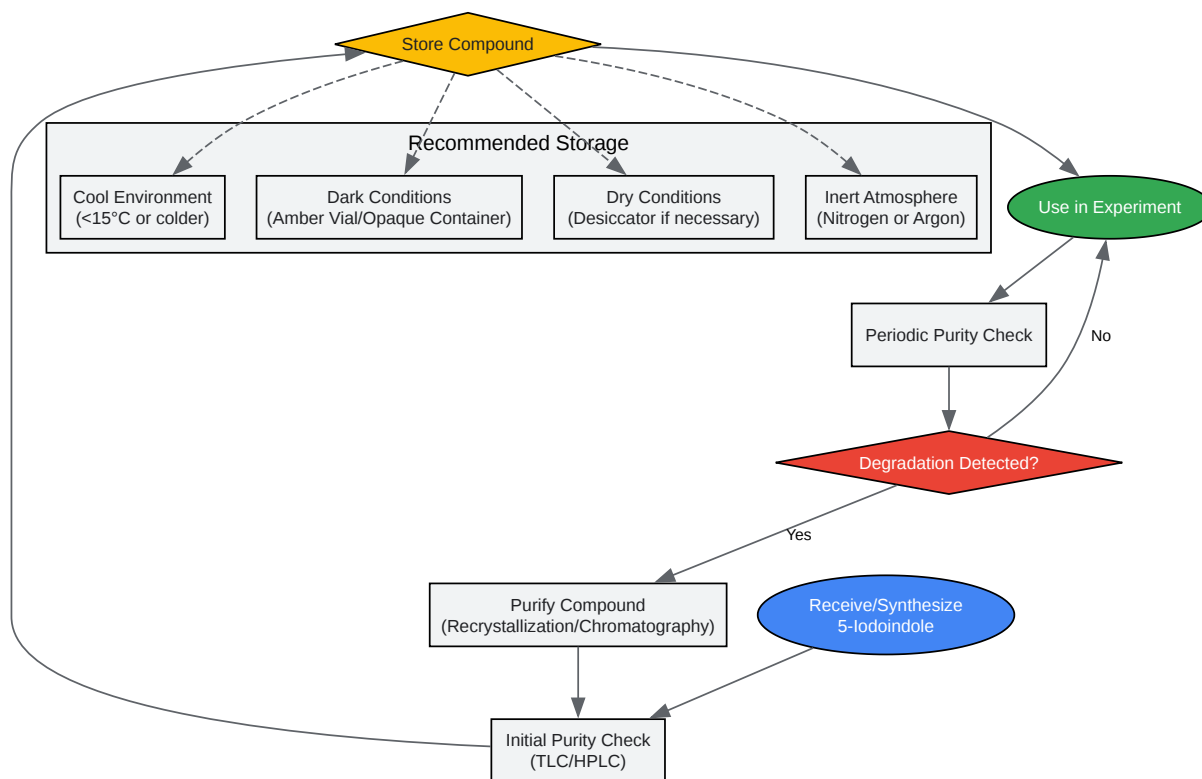 Store Compound
Recommended Storage
Cool Environment
(<15°C or colder)
Dark Conditions
(Amber Vial/Opaque Container)
Dry Conditions
(Desiccator if necessary)
Inert Atmosphere
(Nitrogen or Argon)
Use in Experiment
Periodic Purity Check
No
Degradation Detected?
Yes
Purify Compound
(Recrystallization/Chromatography)
Receive/Synthesize
5-Iodoindole
Initial Purity Check
(TLC/HPLC)